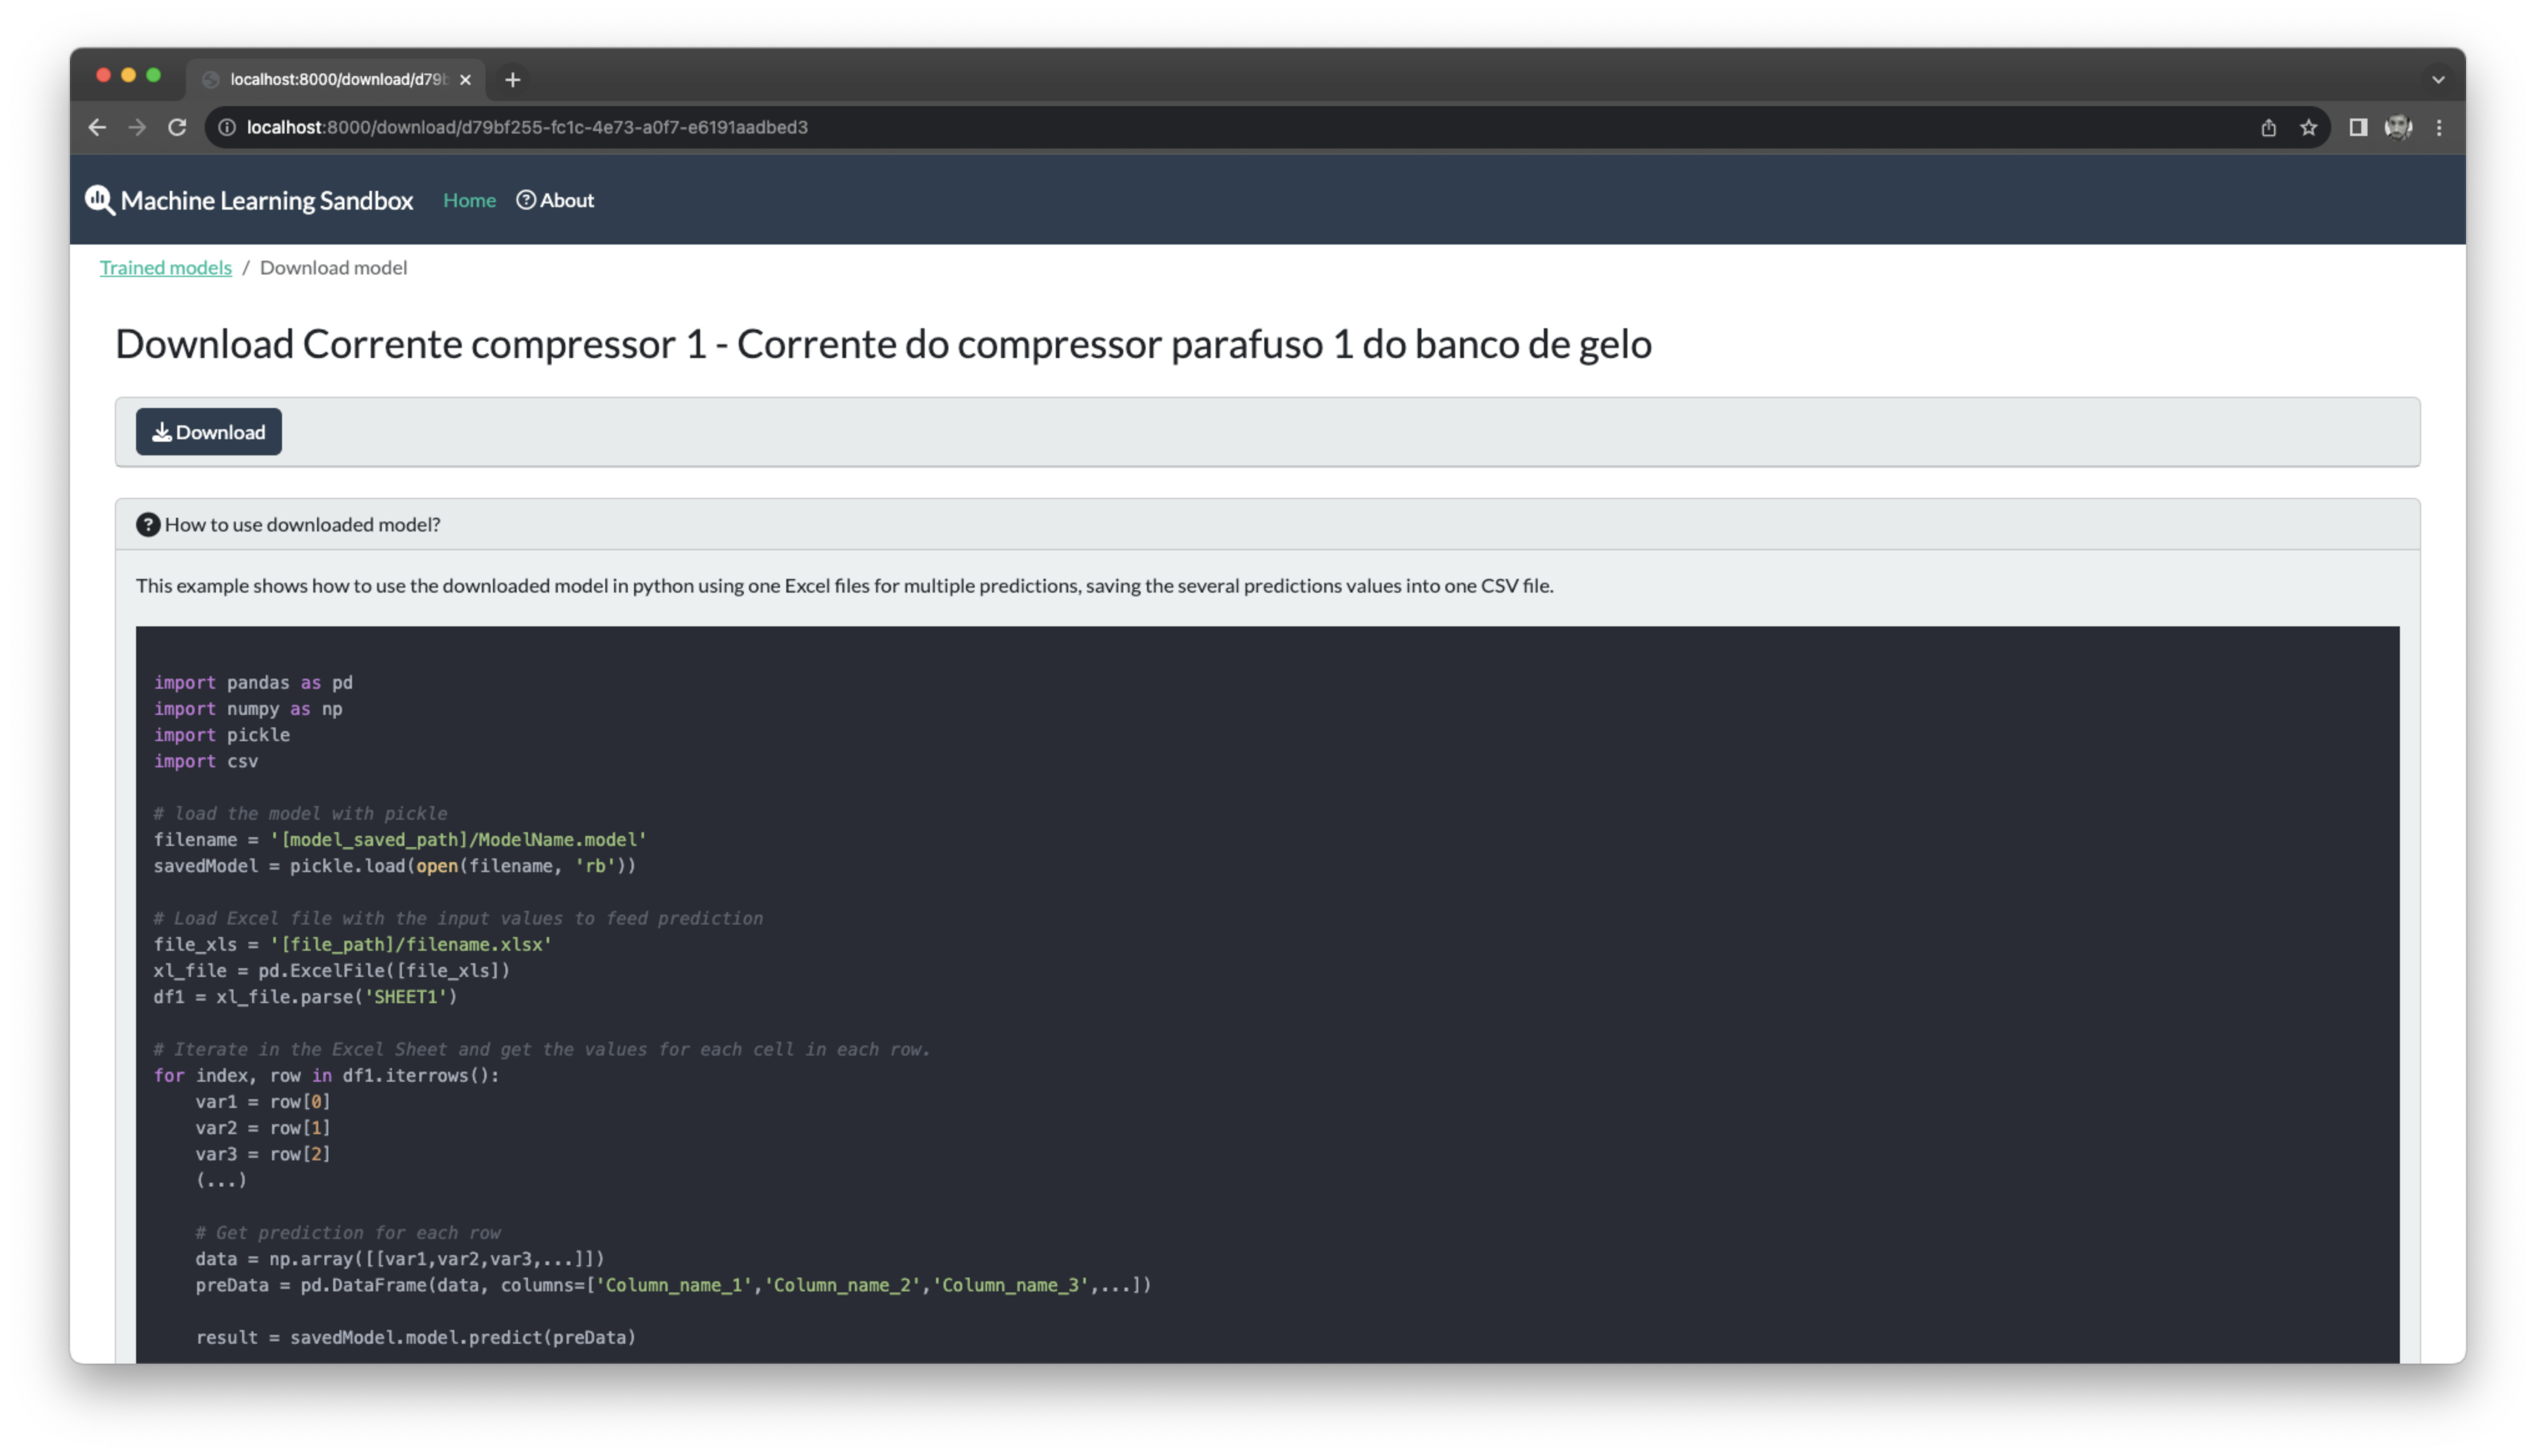 localhost:8000/download/d79b
localhost:8000/download/d79bf255-fc1c-4e73-a0f7-e6191aadbed3
Machine Learning Sandbox Home About
Trained models / Download model
Download Corrente compressor 1 - Corrente do compressor parafuso 1 do banco de gelo
Download
How to use downloaded model?
This example shows how to use the downloaded model in python using one Excel files for multiple predictions, saving the several predictions values into one CSV file.
import pandas as pd
import numpy as np
import pickle
import csv
# load the model with pickle
filename = '[model_saved_path]/ModelName.model'
savedModel = pickle.load(open(filename, 'rb'))
# Load Excel file with the input values to feed prediction
file_xls = '[file_path]/filename.xlsx'
xl_file = pd.ExcelFile([file_xls])
df1 = xl_file.parse('SHEET1')
# Iterate in the Excel Sheet and get the values for each cell in each row.
for index, row in df1.iterrows():
    var1 = row[0]
    var2 = row[1]
    var3 = row[2]
    (...)
    # Get prediction for each row
    data = np.array([[var1,var2,var3,...]])
    preData = pd.DataFrame(data, columns=['Column_name_1','Column_name_2','Column_name_3',...])
    result = savedModel.model.predict(preData)